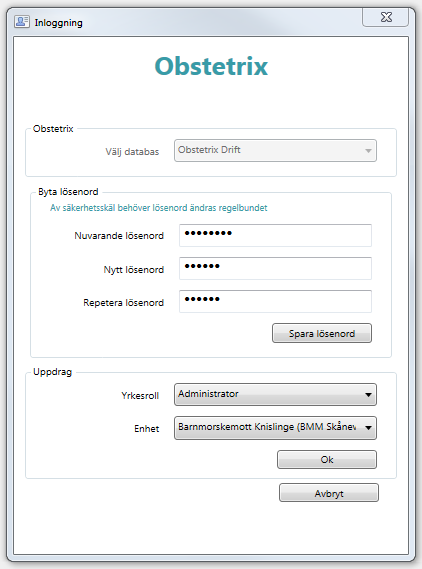 Inloggning
Obstetrix
Obstetrix
Välj databas
Obstetrix Drift
Byta lösenord
Av säkerhetsskäl behöver lösenord ändras regelbundet
Nuvarande lösenord
••••••••
Nytt lösenord
••••••
Repetera lösenord
••••••
Spara lösenord
Uppdrag
Yrkesroll
Administrator
Enhet
Barnmorskemott Knislinge (BMM Skånev
Ok
Avbryt